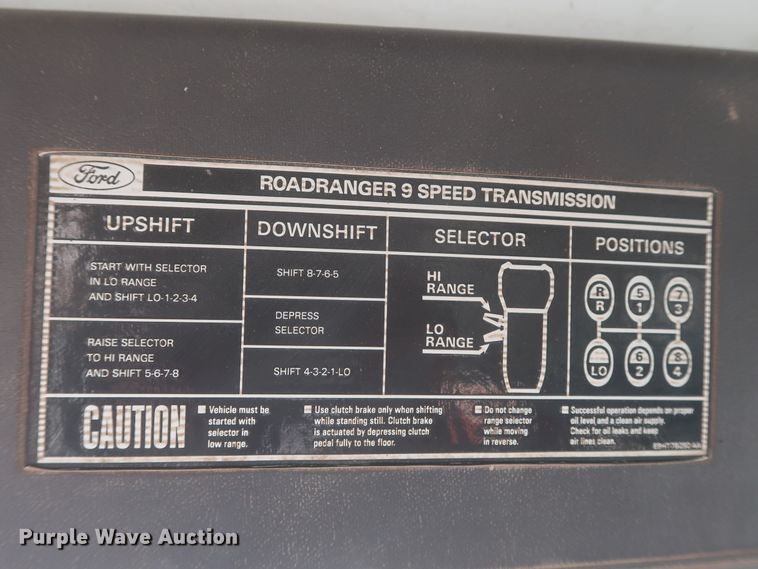 Ford
ROADRANGER 9 SPEED TRANSMISSION
UPSHIFT
START WITH SELECTOR
IN LO RANGE
AND SHIFT LO-1-2-3-4
RAISE SELECTOR
TO HI RANGE
AND SHIFT 5-6-7-8
DOWNSHIFT
SHIFT 8-7-6-5
DEPRESS
SELECTOR
SHIFT 4-3-2-1-LO
SELECTOR
HI
RANGE
LO
RANGE
POSITIONS
R 5 7
R 1 3
6 8
LO 2 4
CAUTION
Vehicle must be
started with
selector in
low range.
Use clutch brake only when shifting
while standing still. Clutch brake
is actuated by depressing clutch
pedal fully to the floor.
Do not change
range selector
while moving
in reverse.
Successful operation depends on proper
oil level and a clean air supply.
Check for oil leaks and keep
air lines clean.
Purple Wave Auction